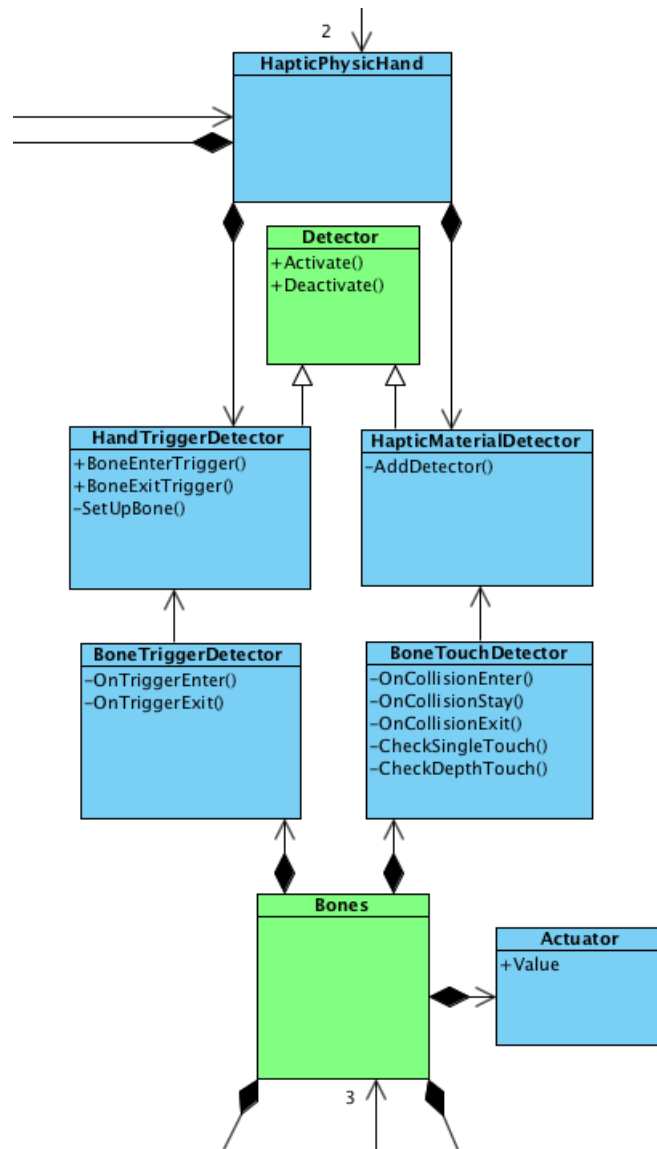 2
HapticPhysicHand
Detector
+Activate()
+Deactivate()
HandTriggerDetector
+BoneEnterTrigger()
+BoneExitTrigger()
-SetUpBone()
HapticMaterialDetector
-AddDetector()
BoneTriggerDetector
-OnTriggerEnter()
-OnTriggerExit()
BoneTouchDetector
-OnCollisionEnter()
-OnCollisionStay()
-OnCollisionExit()
-CheckSingleTouch()
-CheckDepthTouch()
Bones
Actuator
+Value
3